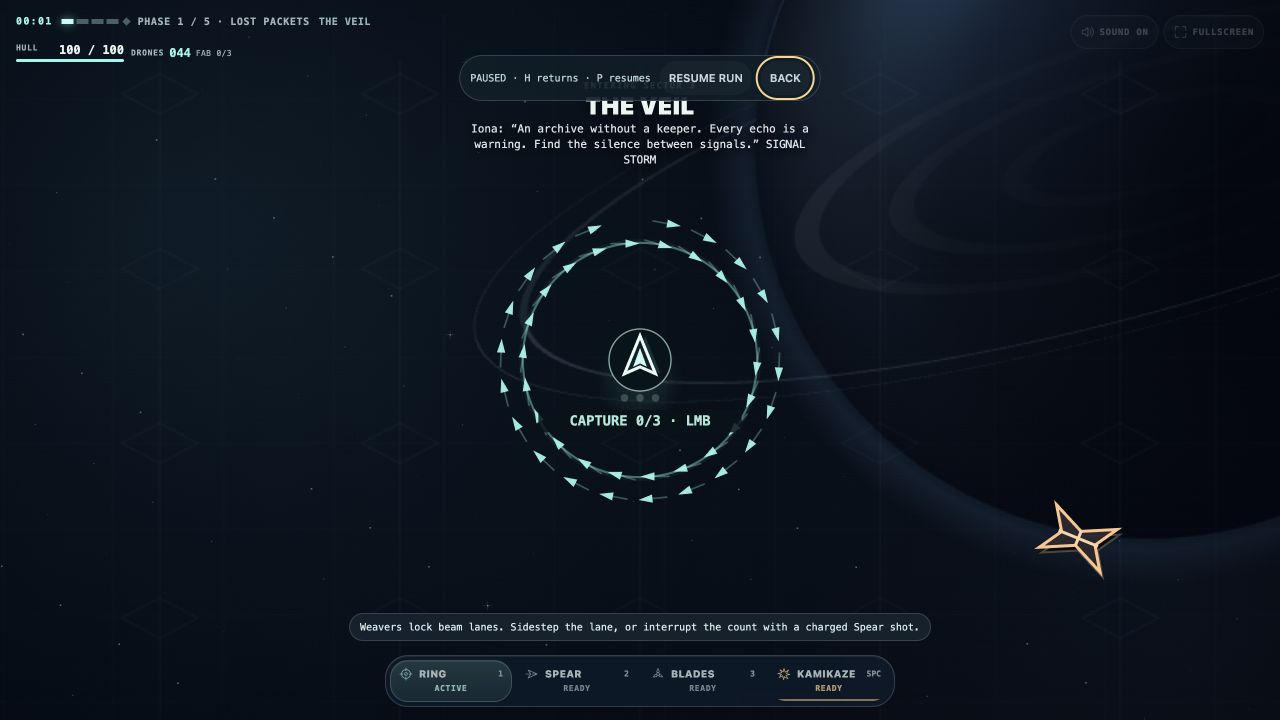 00:01 PHASE 1 / 5 · LOST PACKETS THE VEIL
SOUND ON
FULLSCREEN
HULL 100 / 100 DRONES 044 FAB 0/3
PAUSED · H returns · P resumes RESUME RUN BACK
ENTERING SECTOR
THE VEIL
Iona: “An archive without a keeper. Every echo is a
warning. Find the silence between signals.” SIGNAL
STORM
CAPTURE 0/3 · LMB
Weavers lock beam lanes. Sidestep the lane, or interrupt the count with a charged Spear shot.
RING 1
ACTIVE
SPEAR 2
READY
BLADES 3
READY
KAMIKAZE SPC
READY